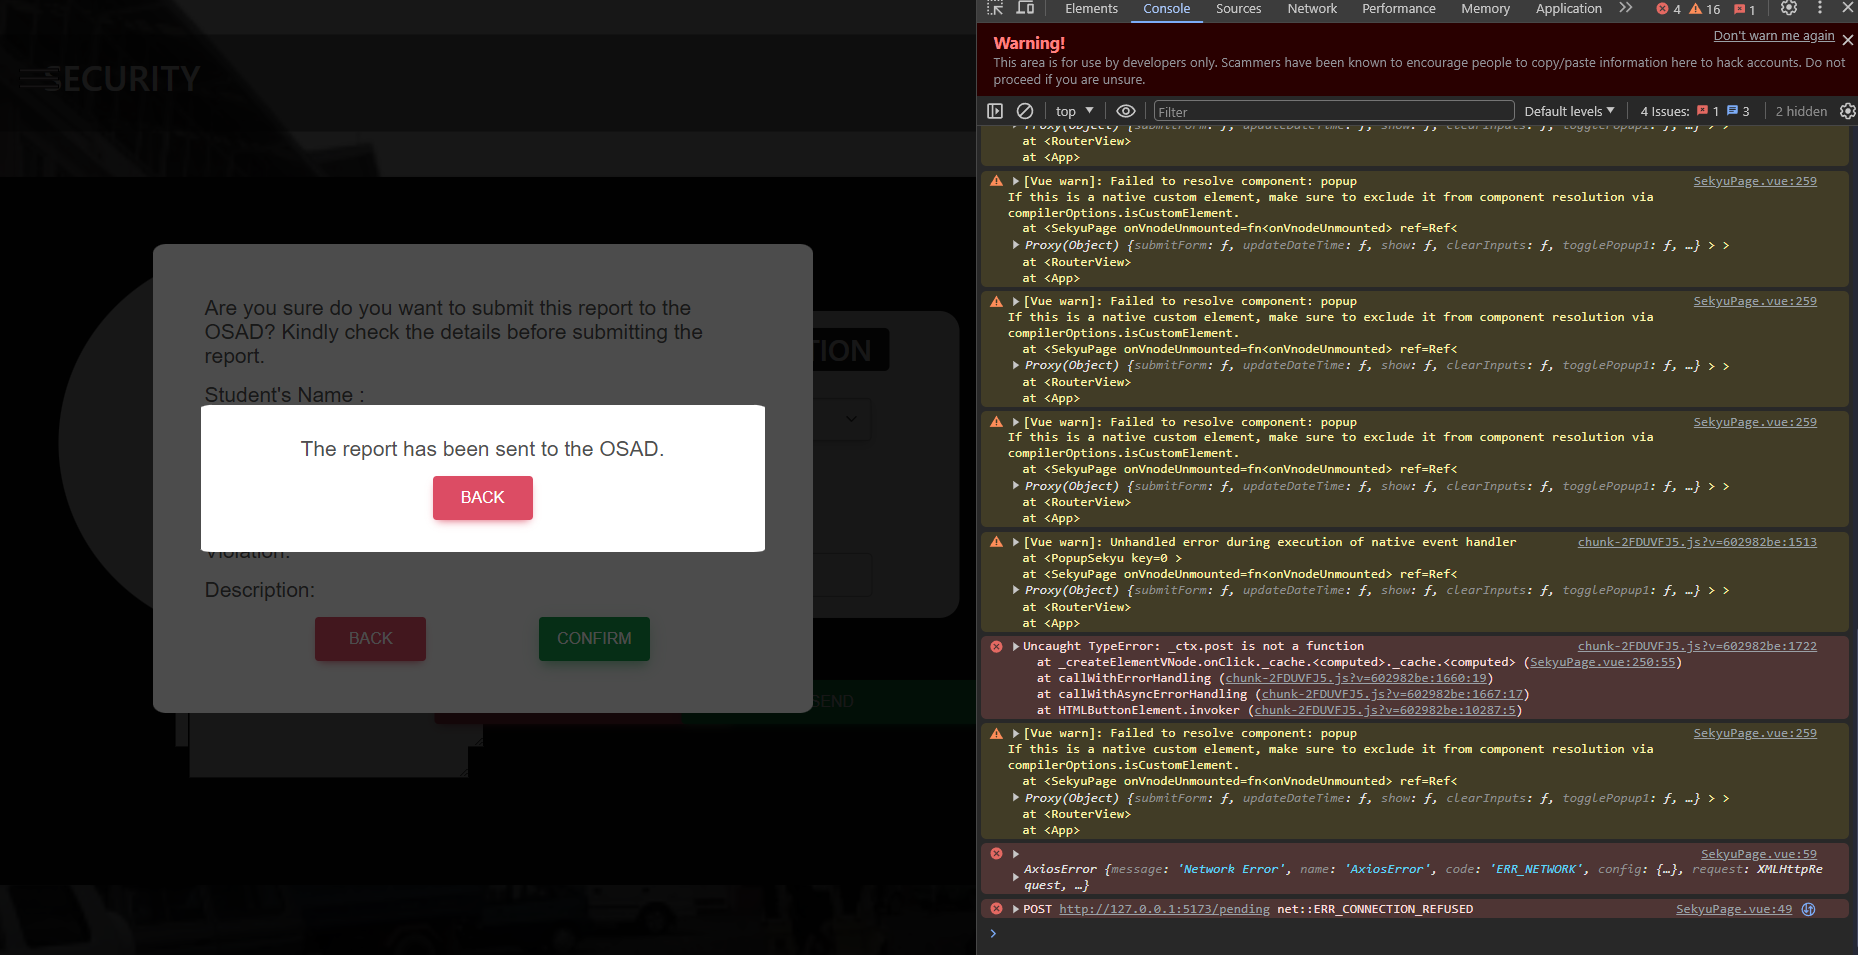 SECURITY
Are you sure do you want to submit this report to the
OSAD? Kindly check the details before submitting the
report.
Student's Name :
TION
The report has been sent to the OSAD.
BACK
Violation:
Description:
BACK
CONFIRM
SEND
Elements
Console
Sources
Network
Performance
Memory
Application
4
16
1
Warning!
Don't warn me again
This area is for use by developers only. Scammers have been known to encourage people to copy/paste information here to hack accounts. Do not
proceed if you are unsure.
top
Filter
Default levels
4 Issues:
1
3
2 hidden
Proxy(Object) {submitForm: ƒ, updateDateTime: ƒ, show: ƒ, clearInputs: ƒ, togglePopup1: ƒ, …} > >
at <RouterView>
at <App>
[Vue warn]: Failed to resolve component: popup
SekyuPage.vue:259
If this is a native custom element, make sure to exclude it from component resolution via
compilerOptions.isCustomElement.
at <SekyuPage onVnodeUnmounted=fn<onVnodeUnmounted> ref=Ref<
Proxy(Object) {submitForm: ƒ, updateDateTime: ƒ, show: ƒ, clearInputs: ƒ, togglePopup1: ƒ, …} > >
at <RouterView>
at <App>
[Vue warn]: Failed to resolve component: popup
SekyuPage.vue:259
If this is a native custom element, make sure to exclude it from component resolution via
compilerOptions.isCustomElement.
at <SekyuPage onVnodeUnmounted=fn<onVnodeUnmounted> ref=Ref<
Proxy(Object) {submitForm: ƒ, updateDateTime: ƒ, show: ƒ, clearInputs: ƒ, togglePopup1: ƒ, …} > >
at <RouterView>
at <App>
[Vue warn]: Failed to resolve component: popup
SekyuPage.vue:259
If this is a native custom element, make sure to exclude it from component resolution via
compilerOptions.isCustomElement.
at <SekyuPage onVnodeUnmounted=fn<onVnodeUnmounted> ref=Ref<
Proxy(Object) {submitForm: ƒ, updateDateTime: ƒ, show: ƒ, clearInputs: ƒ, togglePopup1: ƒ, …} > >
at <RouterView>
at <App>
[Vue warn]: Unhandled error during execution of native event handler
chunk-2FDUVFJ5.js?v=602982be:1513
at <PopupSekyu key=0 >
at <SekyuPage onVnodeUnmounted=fn<onVnodeUnmounted> ref=Ref<
Proxy(Object) {submitForm: ƒ, updateDateTime: ƒ, show: ƒ, clearInputs: ƒ, togglePopup1: ƒ, …} > >
at <RouterView>
at <App>
Uncaught TypeError: _ctx.post is not a function
chunk-2FDUVFJ5.js?v=602982be:1722
at _createElementVNode.onClick._cache.<computed>._cache.<computed> (SekyuPage.vue:250:55)
at callWithErrorHandling (chunk-2FDUVFJ5.js?v=602982be:1660:19)
at callWithAsyncErrorHandling (chunk-2FDUVFJ5.js?v=602982be:1667:17)
at HTMLButtonElement.invoker (chunk-2FDUVFJ5.js?v=602982be:10287:5)
[Vue warn]: Failed to resolve component: popup
SekyuPage.vue:259
If this is a native custom element, make sure to exclude it from component resolution via
compilerOptions.isCustomElement.
at <SekyuPage onVnodeUnmounted=fn<onVnodeUnmounted> ref=Ref<
Proxy(Object) {submitForm: ƒ, updateDateTime: ƒ, show: ƒ, clearInputs: ƒ, togglePopup1: ƒ, …} > >
at <RouterView>
at <App>
SekyuPage.vue:59
AxiosError {message: 'Network Error', name: 'AxiosError', code: 'ERR_NETWORK', config: {…}, request: XMLHttpRe
quest, …}
POST http://127.0.0.1:5173/pending net::ERR_CONNECTION_REFUSED
SekyuPage.vue:49